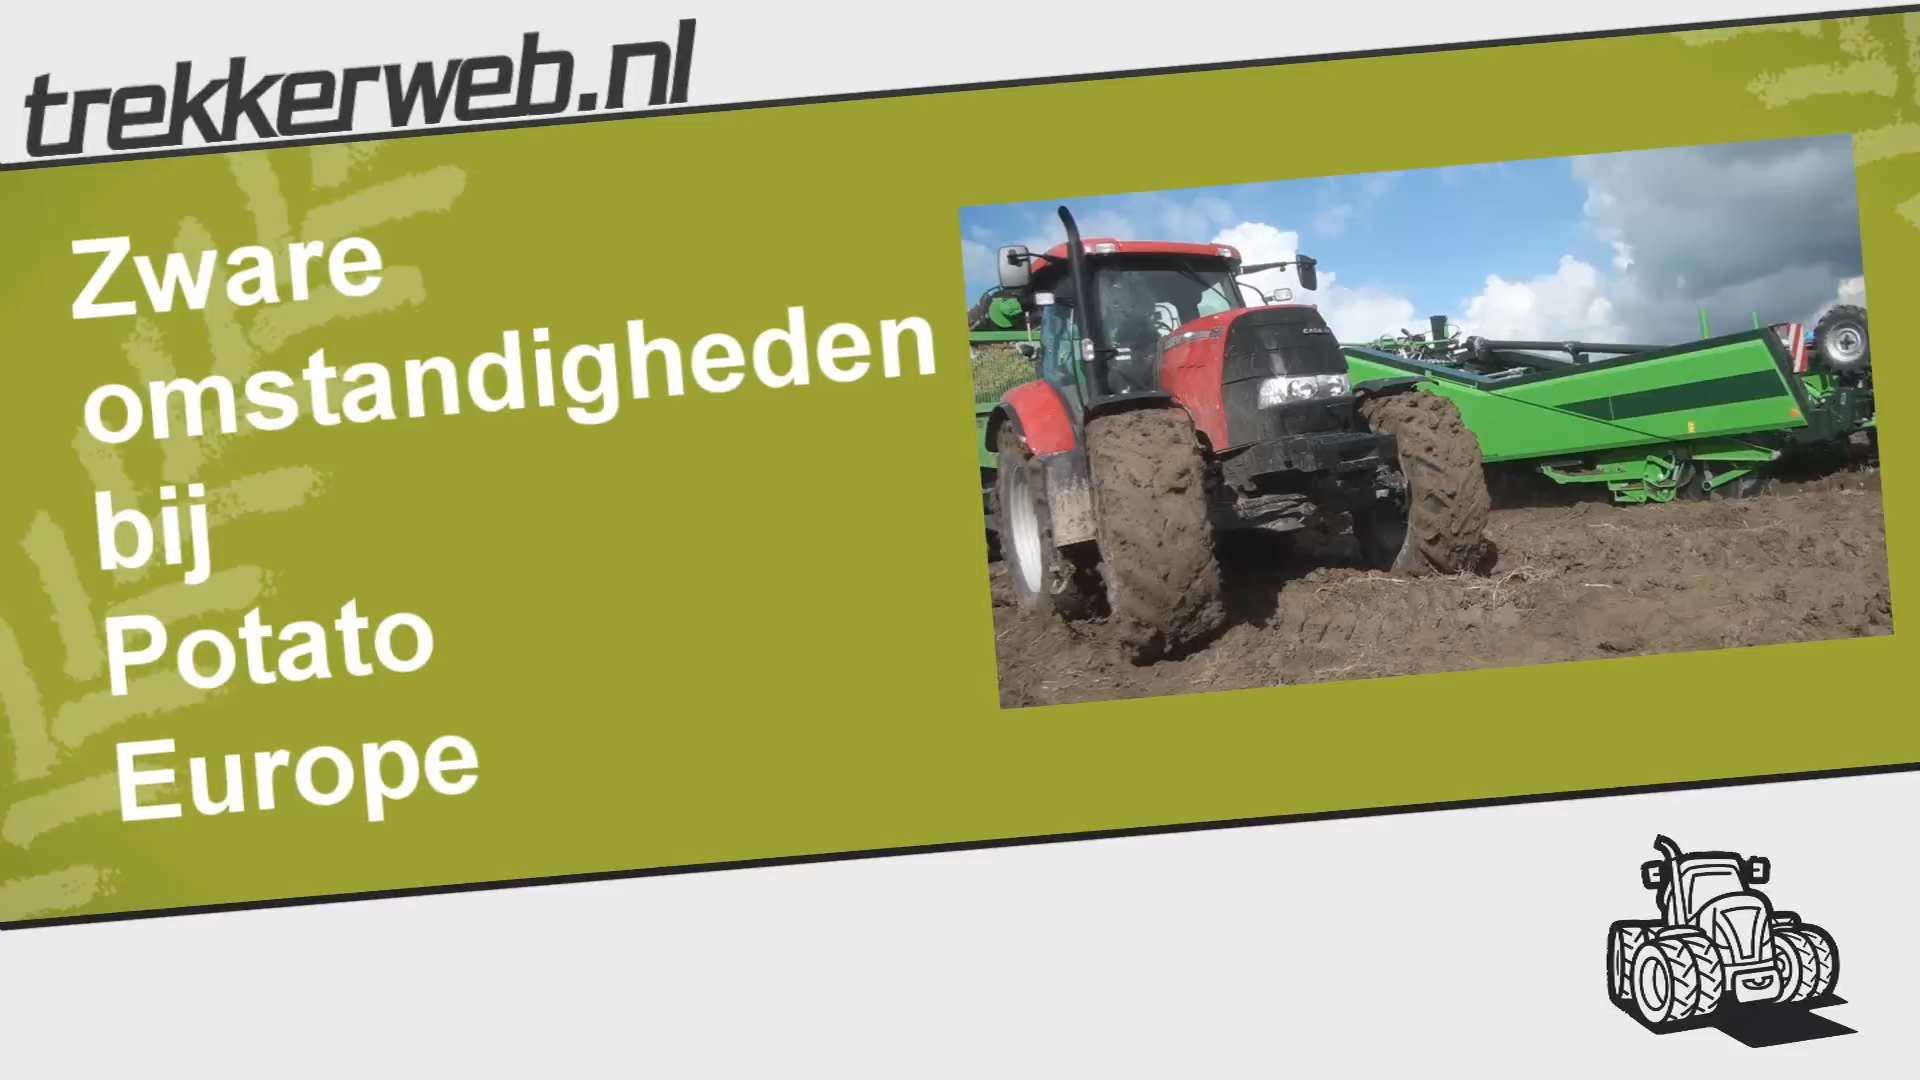 trekkerweb.nl
Zware
omstandigheden
bij
Potato
Europe